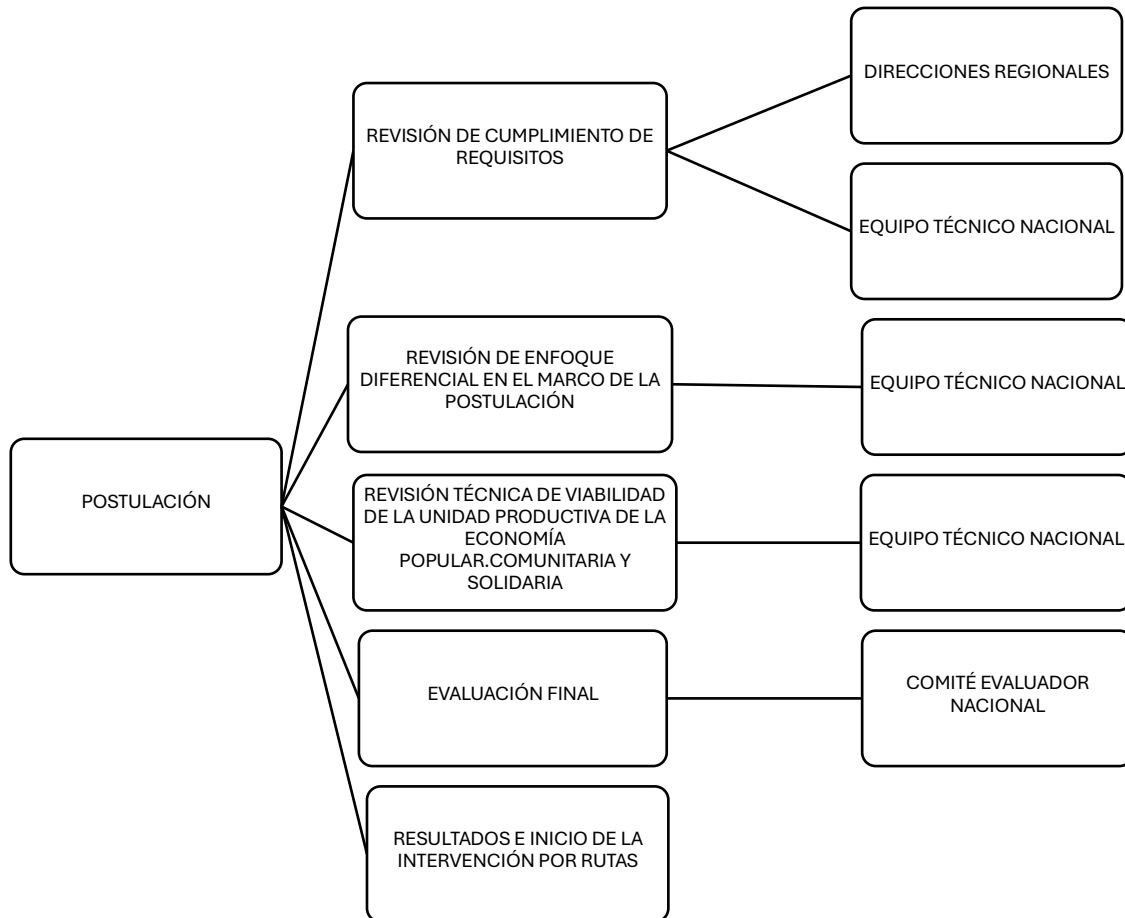 POSTULACIÓN
REVISIÓN DE CUMPLIMIENTO DE
REQUISITOS
DIRECCIONES REGIONALES
EQUIPO TÉCNICO NACIONAL
REVISIÓN DE ENFOQUE
DIFERENCIAL EN EL MARCO DE LA
POSTULACIÓN
EQUIPO TÉCNICO NACIONAL
REVISIÓN TÉCNICA DE VIABILIDAD
DE LA UNIDAD PRODUCTIVA DE LA
ECONOMÍA
POPULAR.COMUNITARIA Y
SOLIDARIA
EQUIPO TÉCNICO NACIONAL
EVALUACIÓN FINAL
COMITÉ EVALUADOR
NACIONAL
RESULTADOS E INICIO DE LA
INTERVENCIÓN POR RUTAS